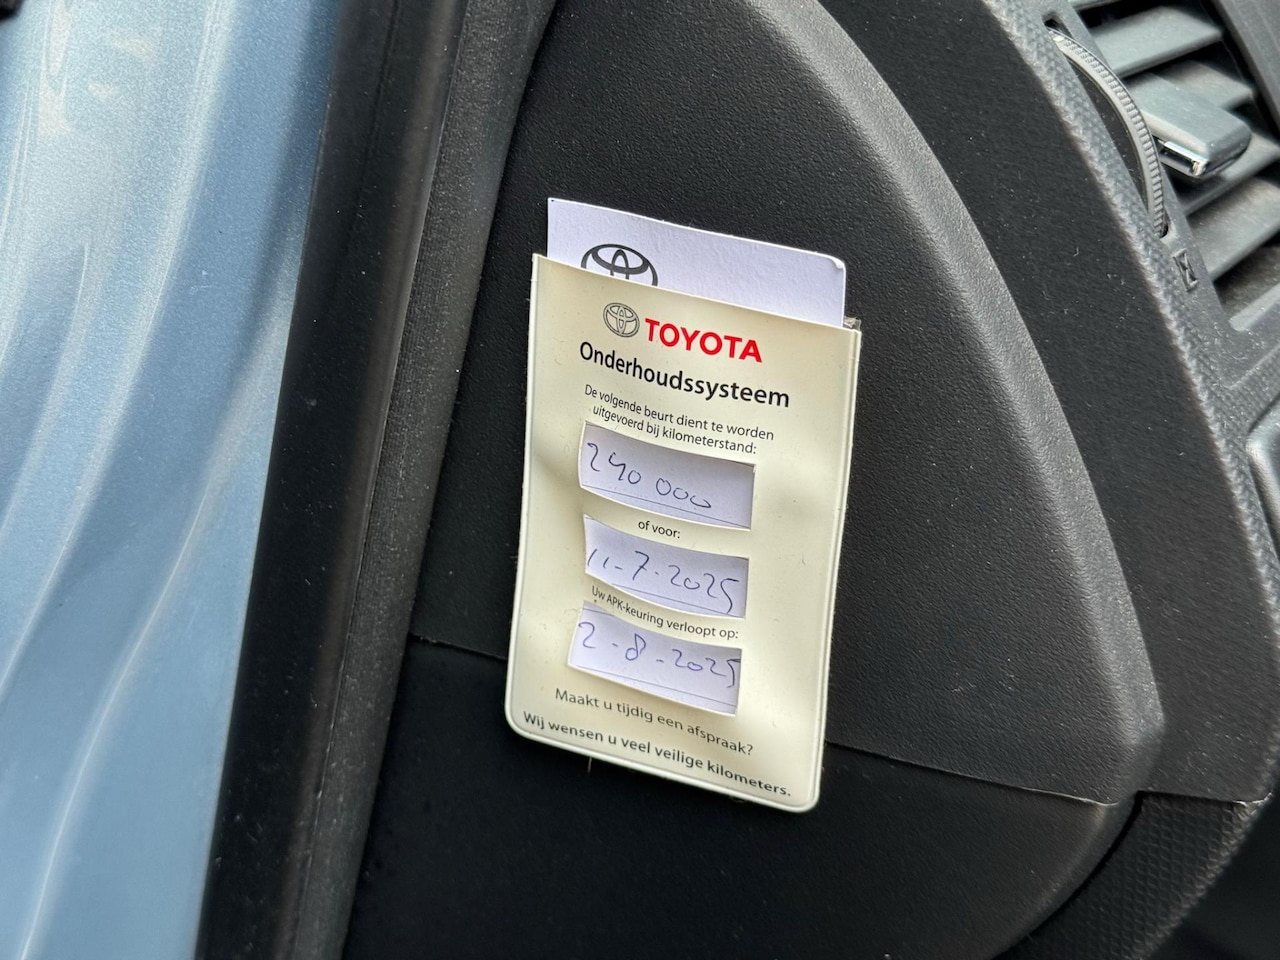 TOYOTA
Onderhoudssysteem
De volgende beurt dient te worden
uitgevoerd bij kilometerstand:
240 000
of voor:
11-7-2025
Uw APK-keuring verloopt op:
2-8-2025
Maakt u tijdig een afspraak?
Wij wensen u veel veilige kilometers.